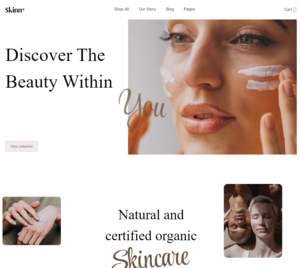 Skinn+
Shop All Our Story Blog Pages Cart
Discover The
Beauty Within
You
View collection
Natural and
certified organic
Skincare